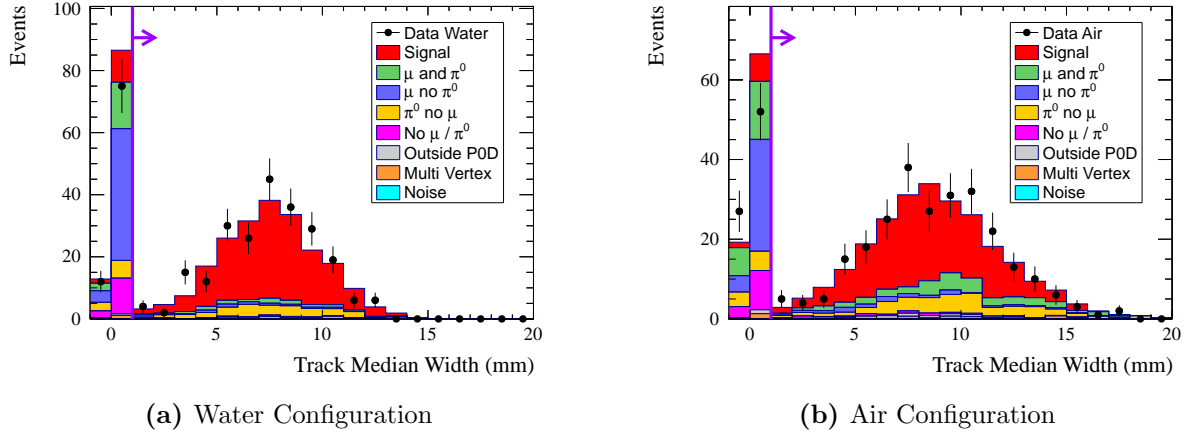 Events
100
80
60
40
20
0
0 5 10 15 20
Track Median Width (mm)
Data Water
Signal
μ and π⁰
μ no π⁰
π⁰ no μ
No μ / π⁰
Outside P0D
Multi Vertex
Noise
(a) Water Configuration
Events
60
40
20
0
0 5 10 15 20
Track Median Width (mm)
Data Air
Signal
μ and π⁰
μ no π⁰
π⁰ no μ
No μ / π⁰
Outside P0D
Multi Vertex
Noise
(b) Air Configuration